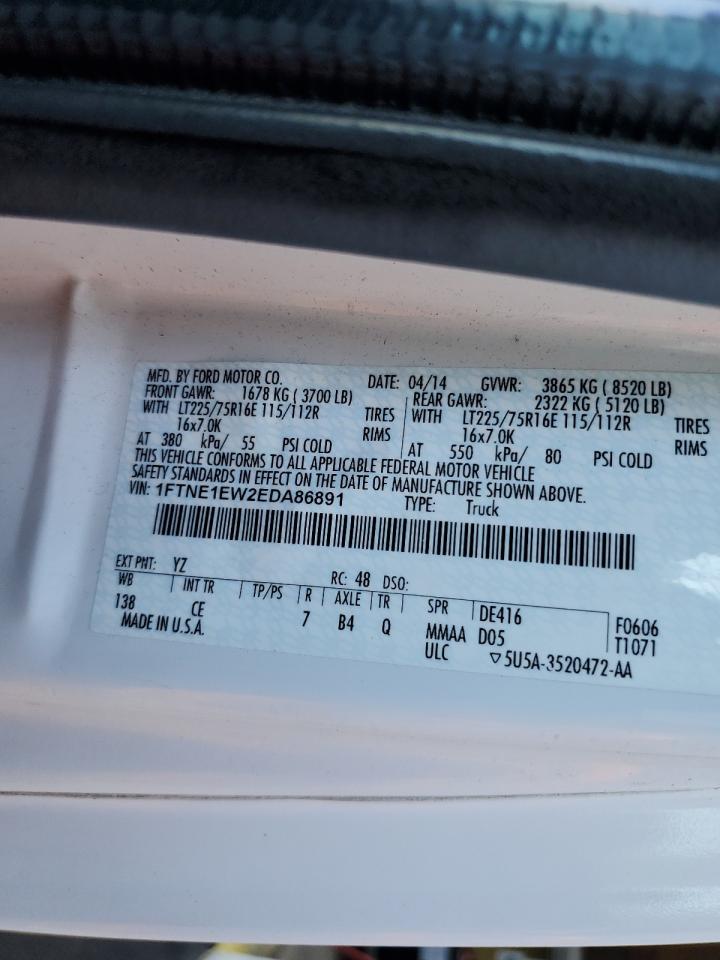 MFD. BY FORD MOTOR CO. DATE: 04/14 GVWR: 3865 KG ( 8520 LB)
FRONT GAWR: 1678 KG ( 3700 LB) REAR GAWR: 2322 KG ( 5120 LB)
WITH LT225/75R16E 115/112R TIRES WITH LT225/75R16E 115/112R TIRES
16x7.0K RIMS 16x7.0K RIMS
AT 380 kPa/ 55 PSI COLD AT 550 kPa/ 80 PSI COLD
THIS VEHICLE CONFORMS TO ALL APPLICABLE FEDERAL MOTOR VEHICLE
SAFETY STANDARDS IN EFFECT ON THE DATE OF MANUFACTURE SHOWN ABOVE.
VIN: 1FTNE1EW2EDA86891 TYPE: Truck
EXT PNT: YZ RC: 48 DSO:
WB INT TR TP/PS R AXLE TR SPR DE416 F0606
138 CE 7 B4 Q MMAA D05 T1071
MADE IN U.S.A. ULC ▽5U5A-3520472-AA